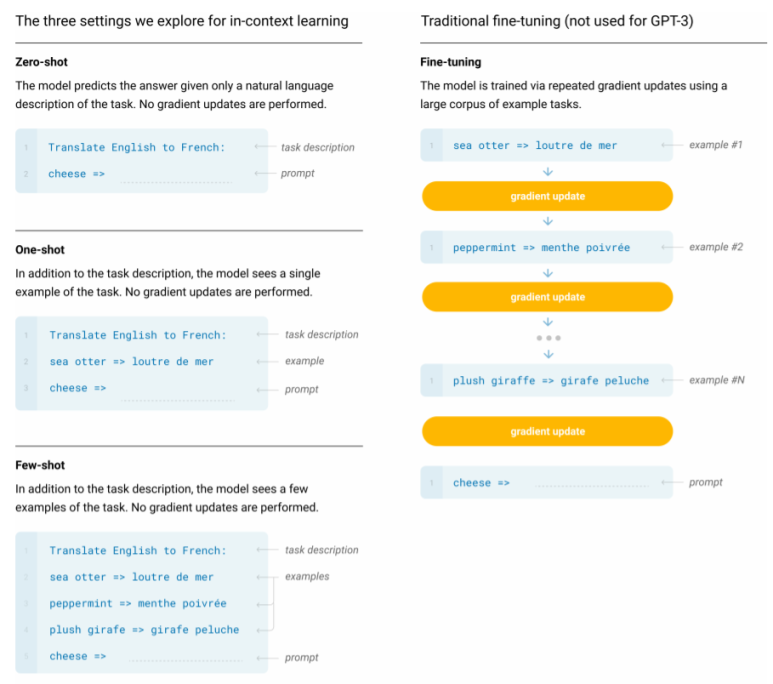 The three settings we explore for in-context learning
Zero-shot
The model predicts the answer given only a natural language
description of the task. No gradient updates are performed.
1 Translate English to French: task description
2 cheese => prompt
One-shot
In addition to the task description, the model sees a single
example of the task. No gradient updates are performed.
1 Translate English to French: task description
2 sea otter => loutre de mer example
3 cheese => prompt
Few-shot
In addition to the task description, the model sees a few
examples of the task. No gradient updates are performed.
1 Translate English to French: task description
2 sea otter => loutre de mer examples
3 peppermint => menthe poivrée
4 plush girafe => girafe peluche
5 cheese => prompt
Traditional fine-tuning (not used for GPT-3)
Fine-tuning
The model is trained via repeated gradient updates using a
large corpus of example tasks.
1 sea otter => loutre de mer example #1
gradient update
1 peppermint => menthe poivrée example #2
gradient update
1 plush giraffe => girafe peluche example #N
gradient update
1 cheese => prompt